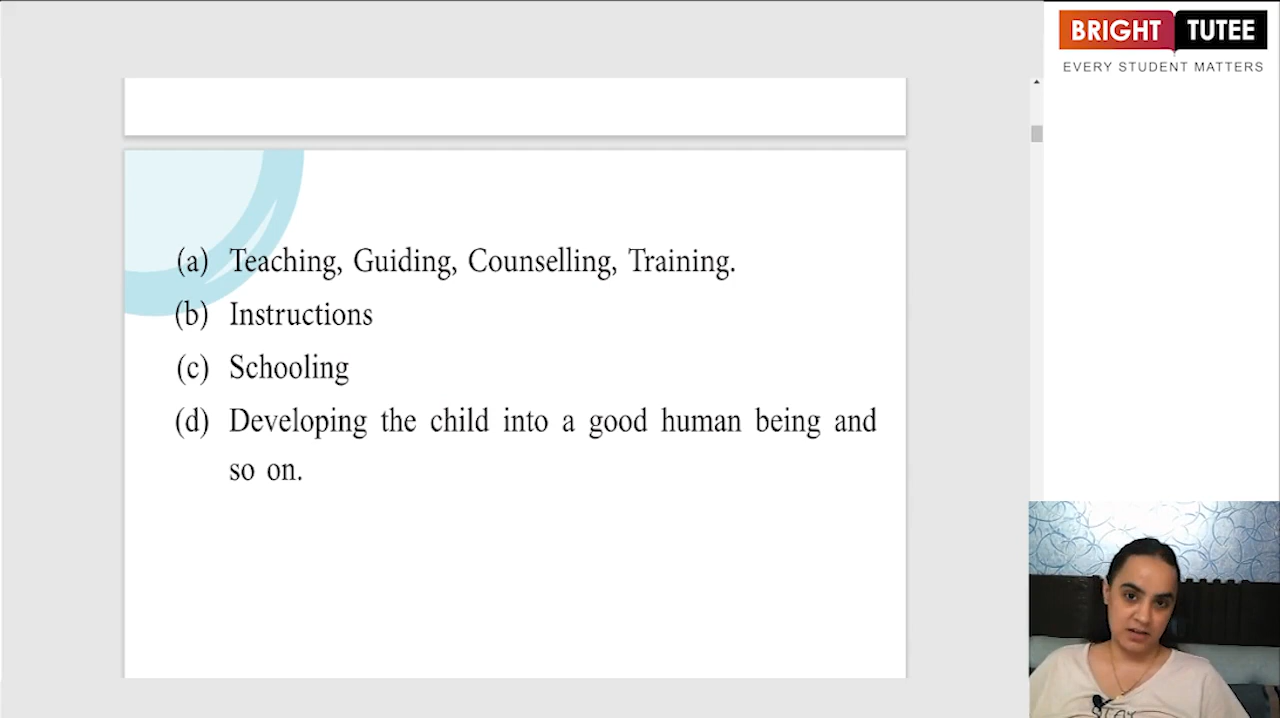 BRIGHT TUTEE
EVERY STUDENT MATTERS
(a) Teaching, Guiding, Counselling, Training.
(b) Instructions
(c) Schooling
(d) Developing the child into a good human being and
so on.
STAY